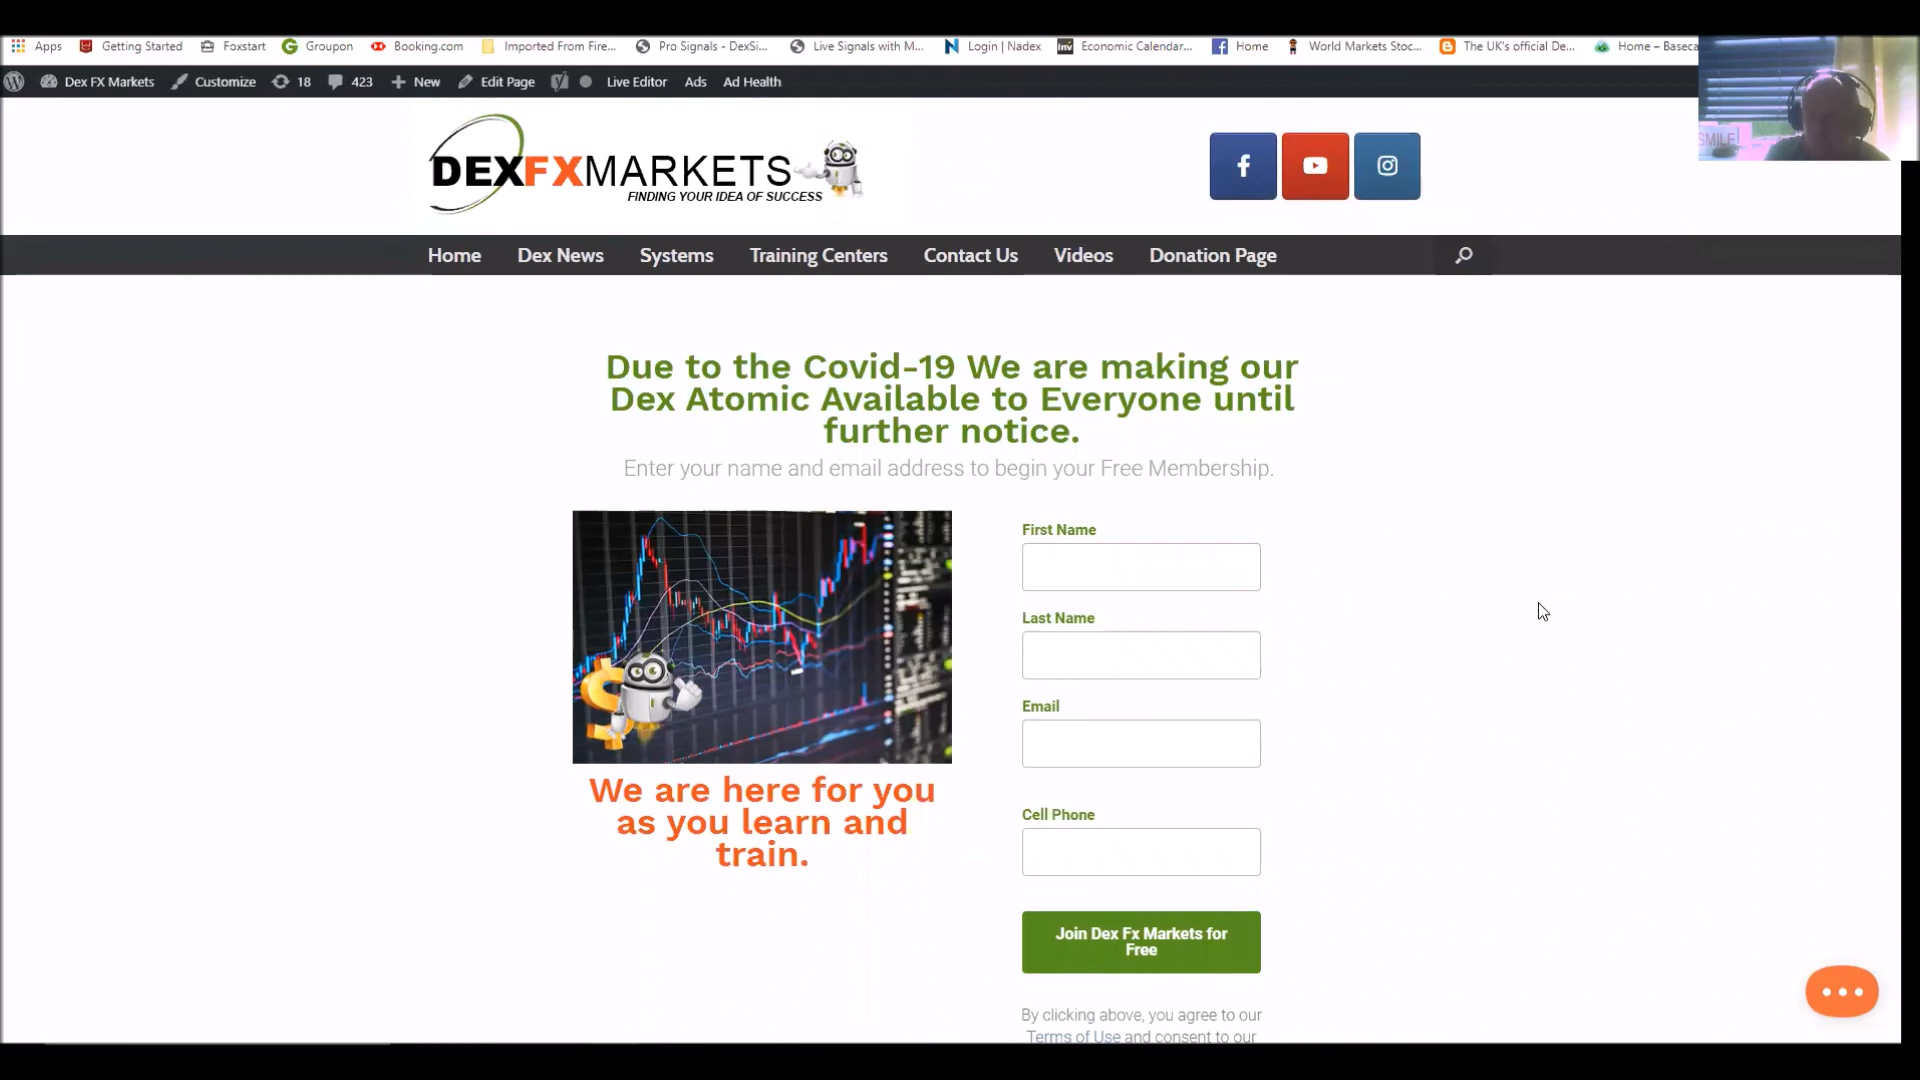 Apps Getting Started Foxstart Groupon Booking.com Imported From Fire... Pro Signals - DexSi... Live Signals with M... Login | Nadex Economic Calendar... Home World Markets Stoc... The UK's official De... Home – Baseca
Dex FX Markets Customize 18 423 New Edit Page Live Editor Ads Ad Health
SMILE
DEXFXMARKETS
FINDING YOUR IDEA OF SUCCESS
Home Dex News Systems Training Centers Contact Us Videos Donation Page
Due to the Covid-19 We are making our
Dex Atomic Available to Everyone until
further notice.
Enter your name and email address to begin your Free Membership.
First Name
Last Name
Email
Cell Phone
We are here for you
as you learn and
train.
Join Dex Fx Markets for
Free
By clicking above, you agree to our
Terms of Use and consent to our